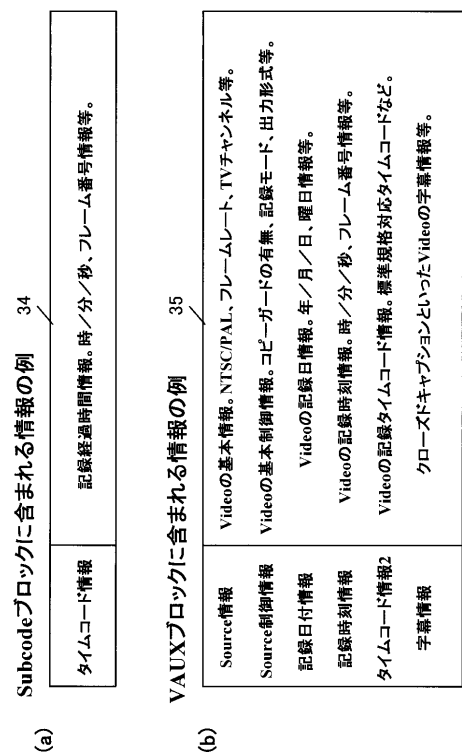 (a)
Subcodeブロックに含まれる情報の例
34
タイムコード情報 記録経過時間情報。時/分/秒、フレーム番号情報等。
(b)
VAUXブロックに含まれる情報の例
35
Source情報 Videoの基本情報。NTSC/PAL、フレームレート、TVチャンネル等。
Source制御情報 Videoの基本制御情報。コピーガードの有無、記録モード、出力形式等。
記録日付情報 Videoの記録日情報。年/月/日、曜日情報等。
記録時刻情報 Videoの記録時刻情報。時/分/秒、フレーム番号情報等。
タイムコード情報2 Videoの記録タイムコード情報。標準規格対応タイムコードなど。
字幕情報 クローズドキャプションといったVideoの字幕情報等。